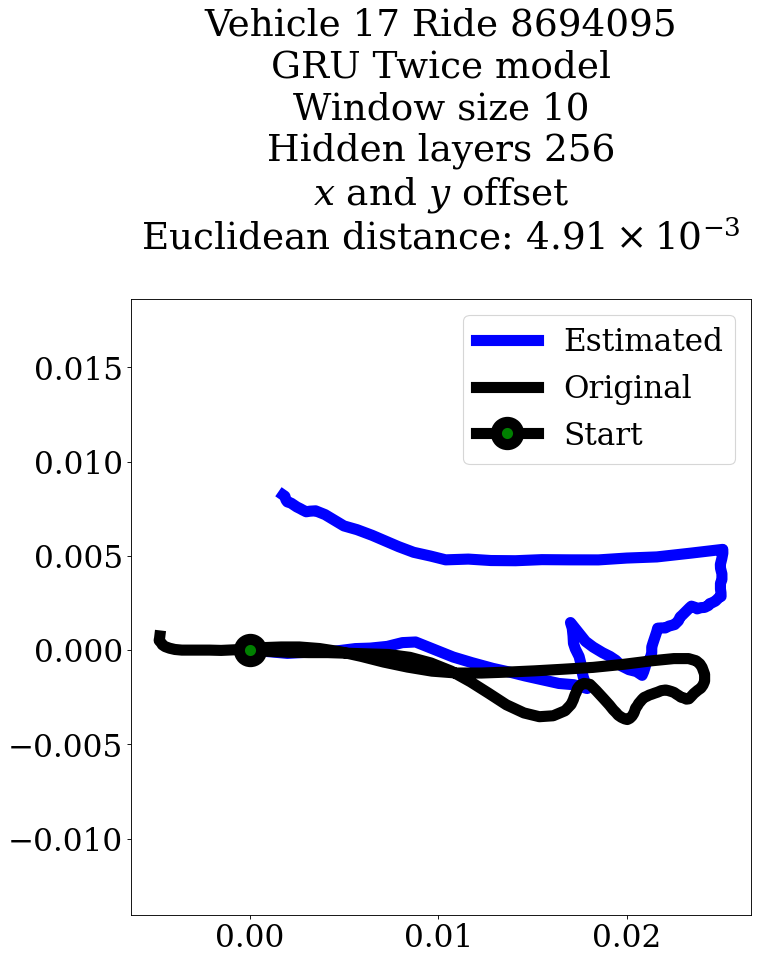 Vehicle 17 Ride 8694095
GRU Twice model
Window size 10
Hidden layers 256
x and y offset
Euclidean distance: 4.91 × 10⁻³
Estimated
Original
Start
0.015
0.010
0.005
0.000
−0.005
−0.010
0.00 0.01 0.02